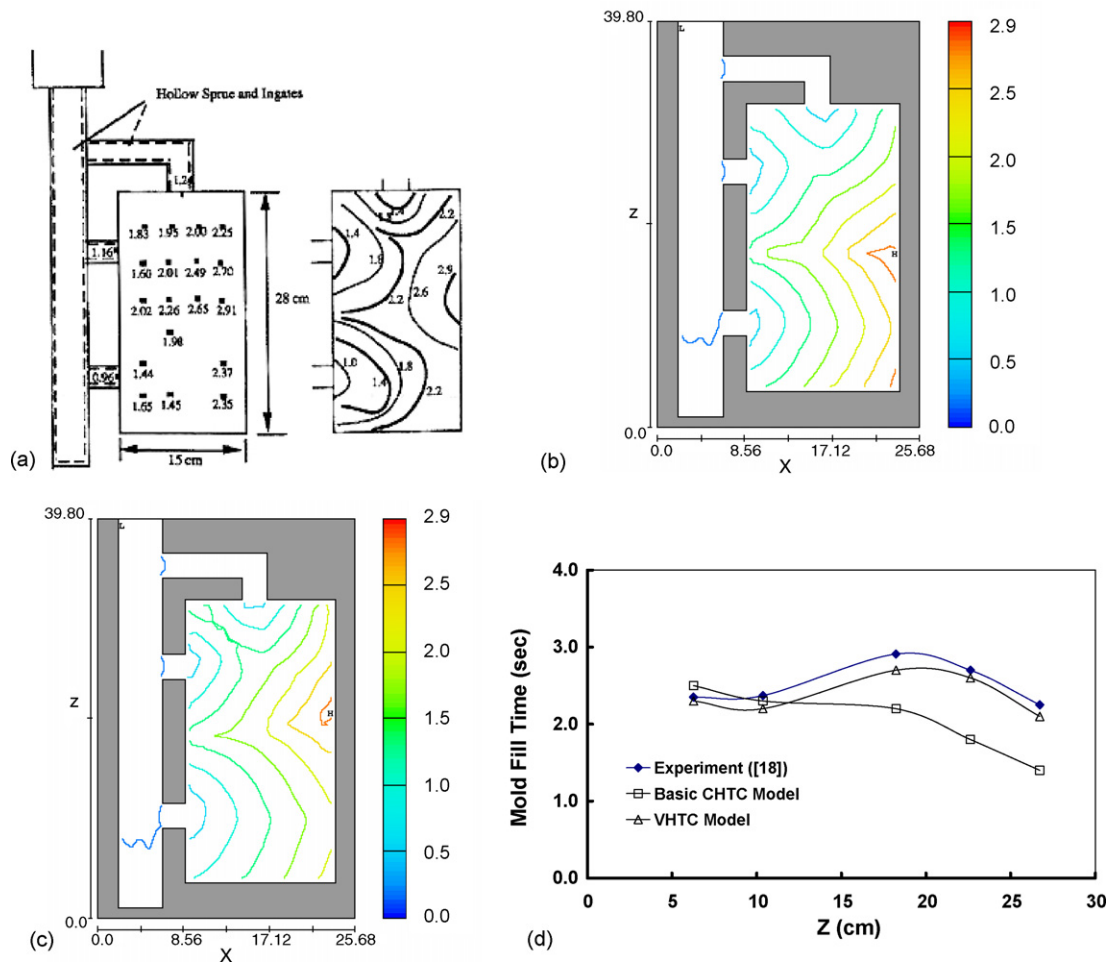 Hollow Sprue and Ingates
1.2
1.83 1.95 2.00 2.25
1.16
1.60 2.01 2.49 2.70
2.02 2.26 2.65 2.91
1.98
1.44 2.37
0.96
1.65 1.45 2.35
28 cm
15 cm
1.4
2.2
1.4
1.8
2.9
2.6
2.2
1.0
1.8
1.4
2.2
(a)
39.80
L
Z
H
0.0
0.0 8.56 17.12 25.68
X
2.9
2.5
2.0
1.5
1.0
0.5
0.0
(b)
39.80
L
Z
H
0.0
0.0 8.56 17.12 25.68
X
2.9
2.5
2.0
1.5
1.0
0.5
0.0
(c)
4.0
3.0
2.0
1.0
0.0
Mold Fill Time (sec)
Experiment ([18])
Basic CHTC Model
VHTC Model
0 5 10 15 20 25 30
Z (cm)
(d)